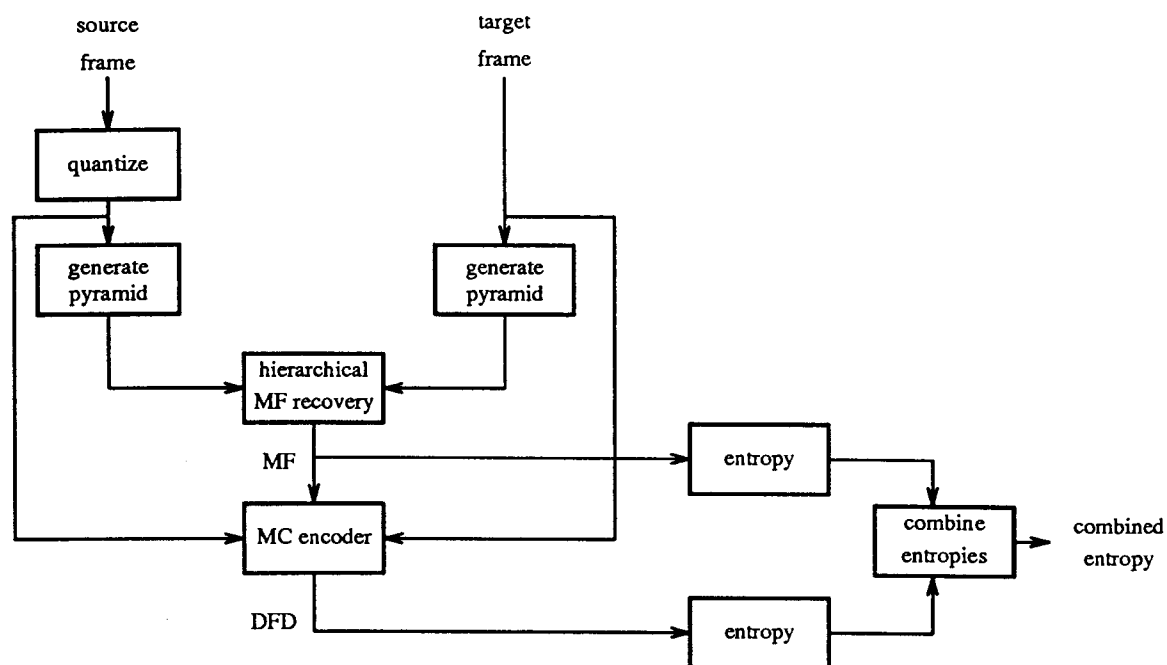 source
frame
target
frame
quantize
generate
pyramid
generate
pyramid
hierarchical
MF recovery
MF
entropy
MC encoder
combine
entropies
combined
entropy
DFD
entropy